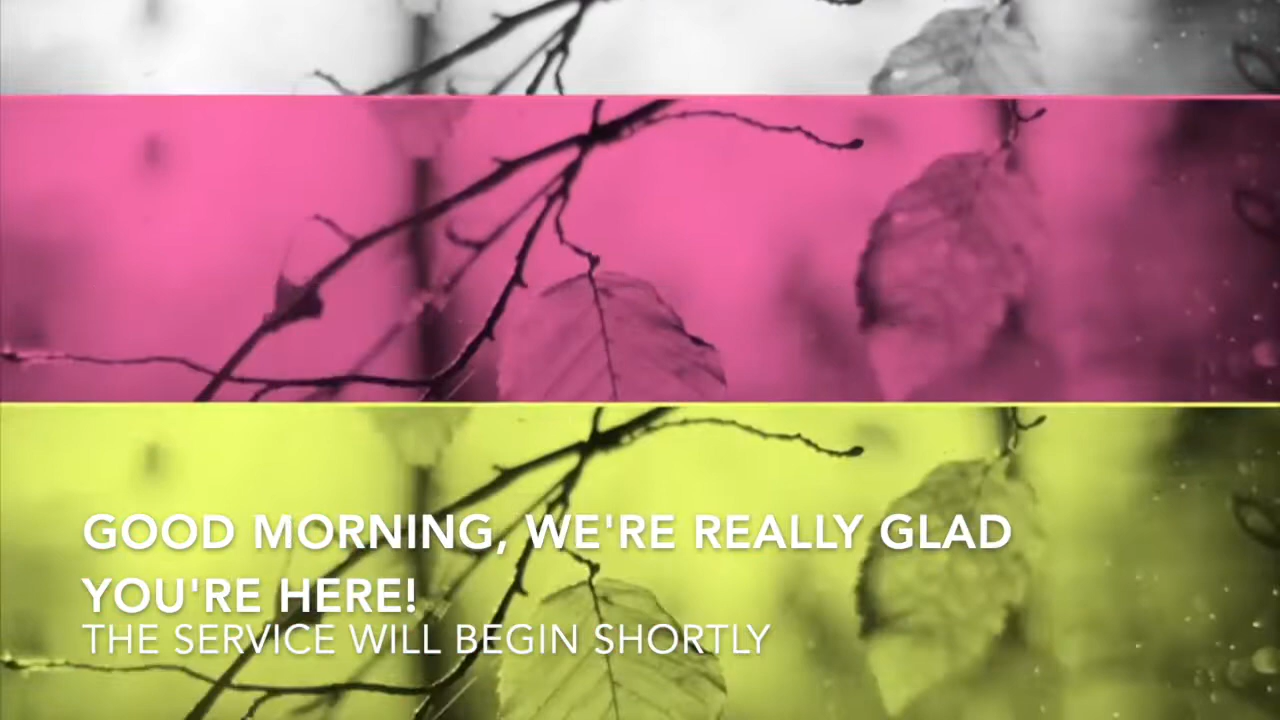 GOOD MORNING, WE'RE REALLY GLAD
YOU'RE HERE!
THE SERVICE WILL BEGIN SHORTLY